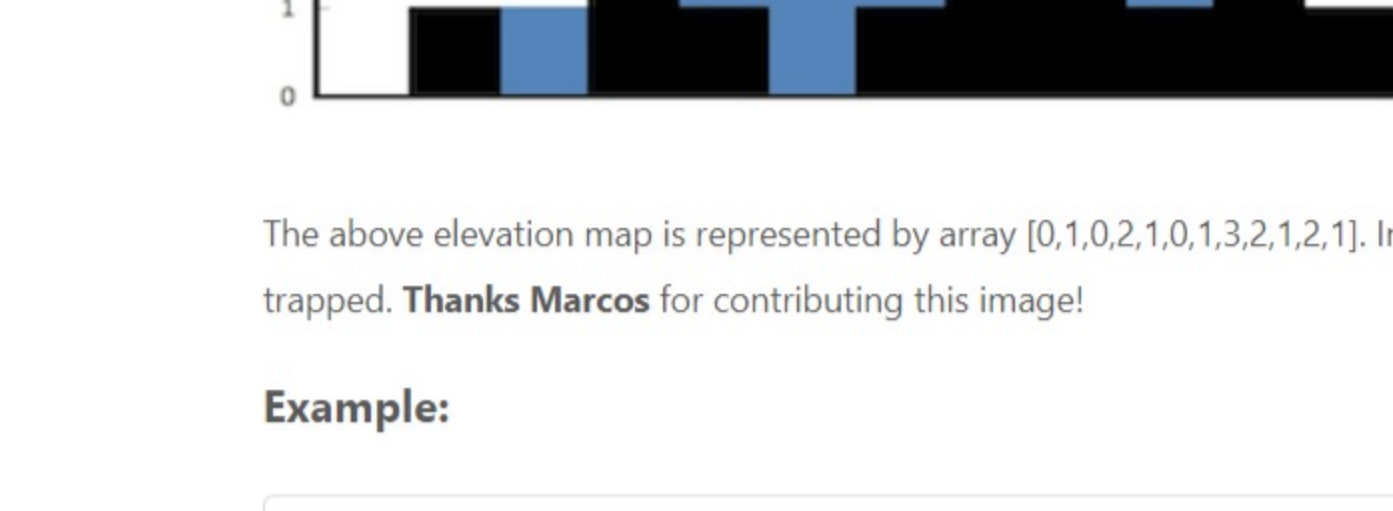 1
0
The above elevation map is represented by array [0,1,0,2,1,0,1,3,2,1,2,1].
trapped. Thanks Marcos for contributing this image!
Example: